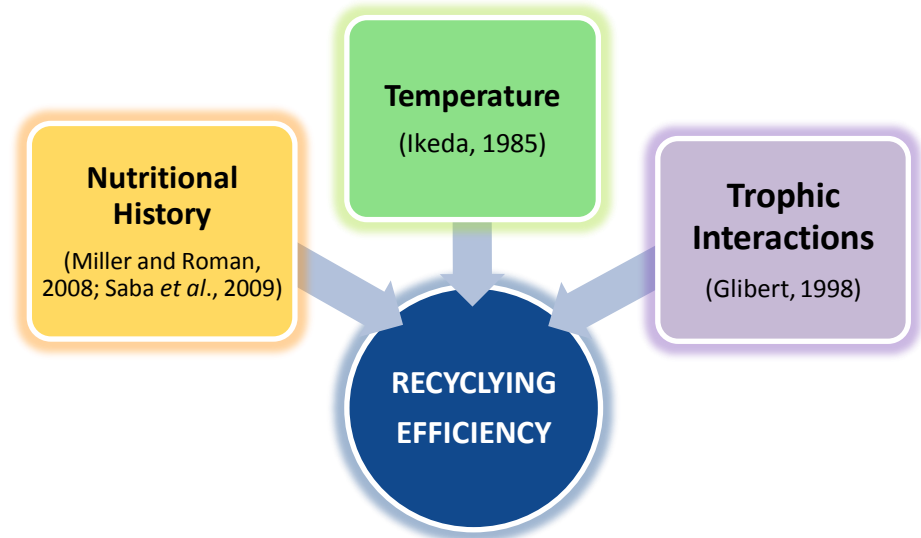 Nutritional
History
(Miller and Roman,
2008; Saba et al., 2009)
Temperature
(Ikeda, 1985)
Trophic
Interactions
(Glibert, 1998)
RECYCLYING
EFFICIENCY